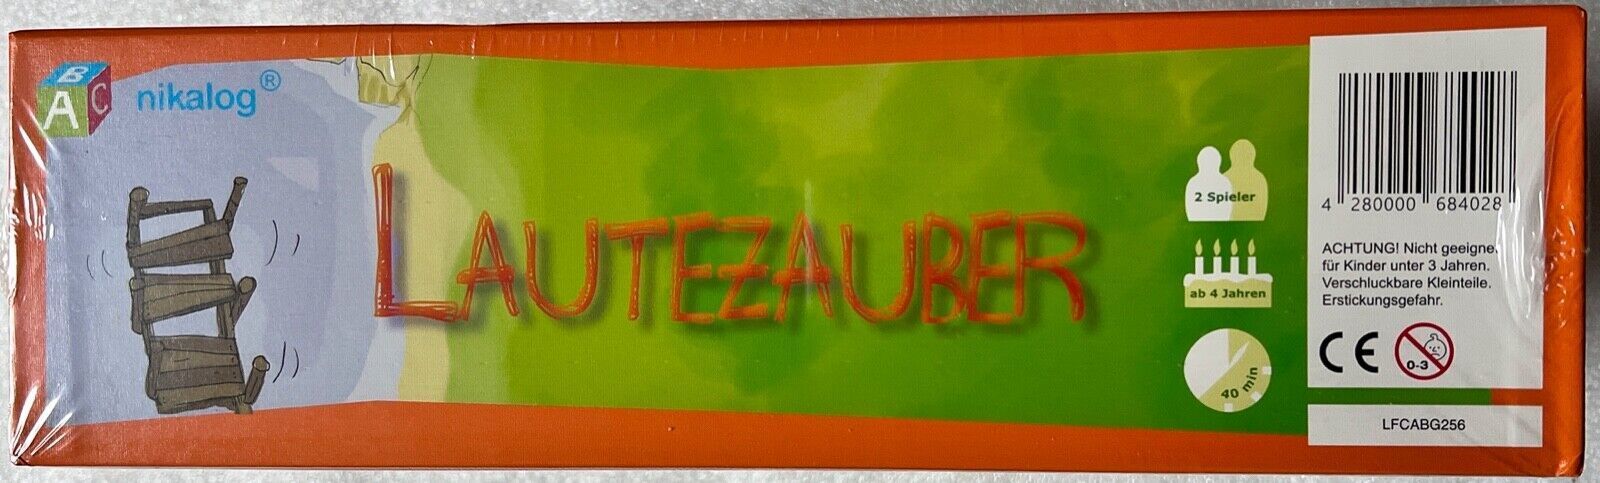 B
A C
nikalog®
LAUTEZAUBER
2 Spieler
ab 4 Jahren
40 min
4 280000 684028
ACHTUNG! Nicht geeigne
für Kinder unter 3 Jahren.
Verschluckbare Kleinteile.
Erstickungsgefahr.
CE
0-3
LFCABG256